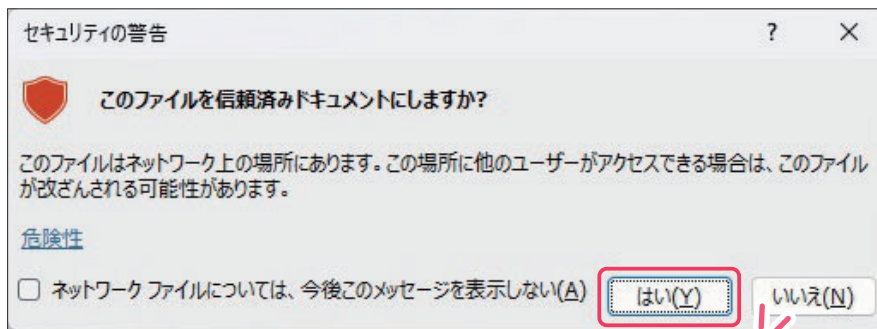 セキュリティの警告
?
このファイルを信頼済みドキュメントにしますか?
このファイルはネットワーク上の場所にあります。この場所に他のユーザーがアクセスできる場合は、このファイル
が改ざんされる可能性があります。
危険性
ネットワーク ファイルについては、今後このメッセージを表示しない(A)
はい(Y)
いいえ(N)